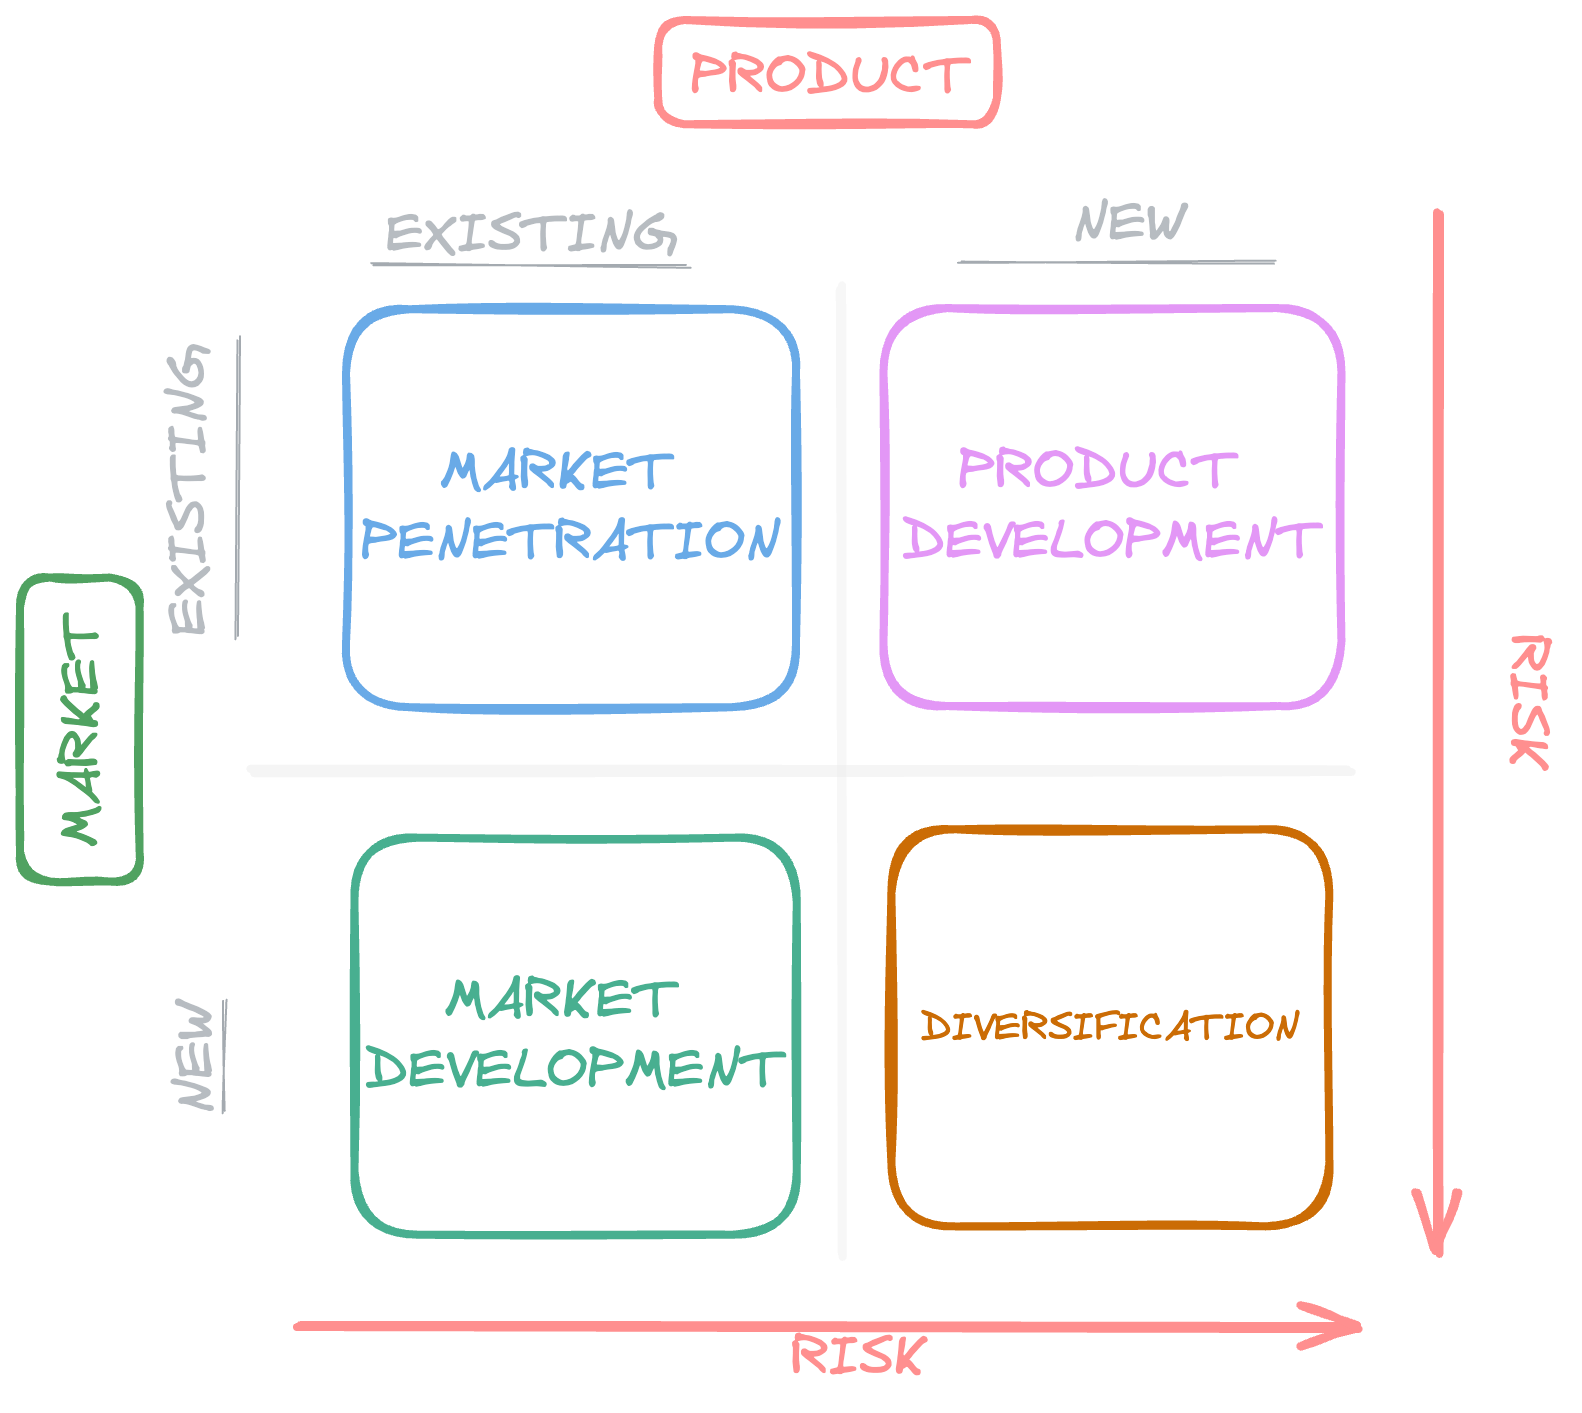 PRODUCT
EXISTING
NEW
EXISTING
MARKET
PENETRATION
PRODUCT
DEVELOPMENT
MARKET
RISK
NEW
MARKET
DEVELOPMENT
DIVERSIFICATION
RISK